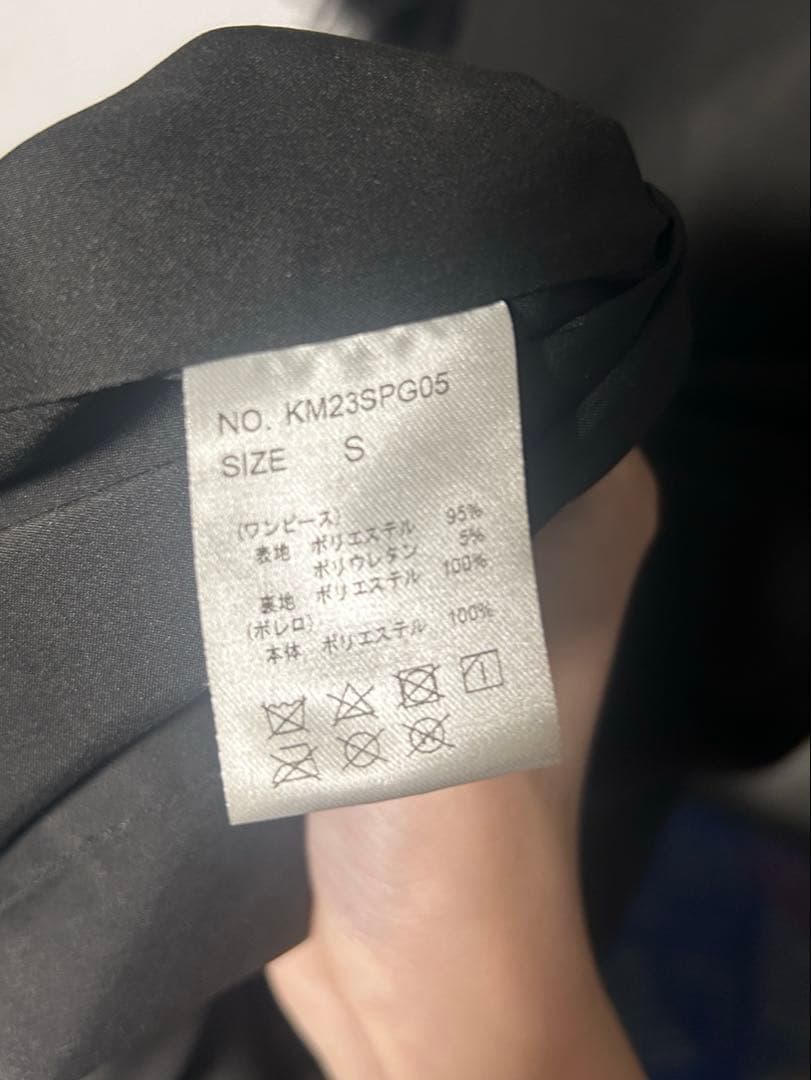 NO. KM23SPG05
SIZE S
(ワンピース)
表地 ポリエステル 95%
ポリウレタン 5%
裏地 ポリエステル 100%
(ボレロ)
本体 ポリエステル 100%